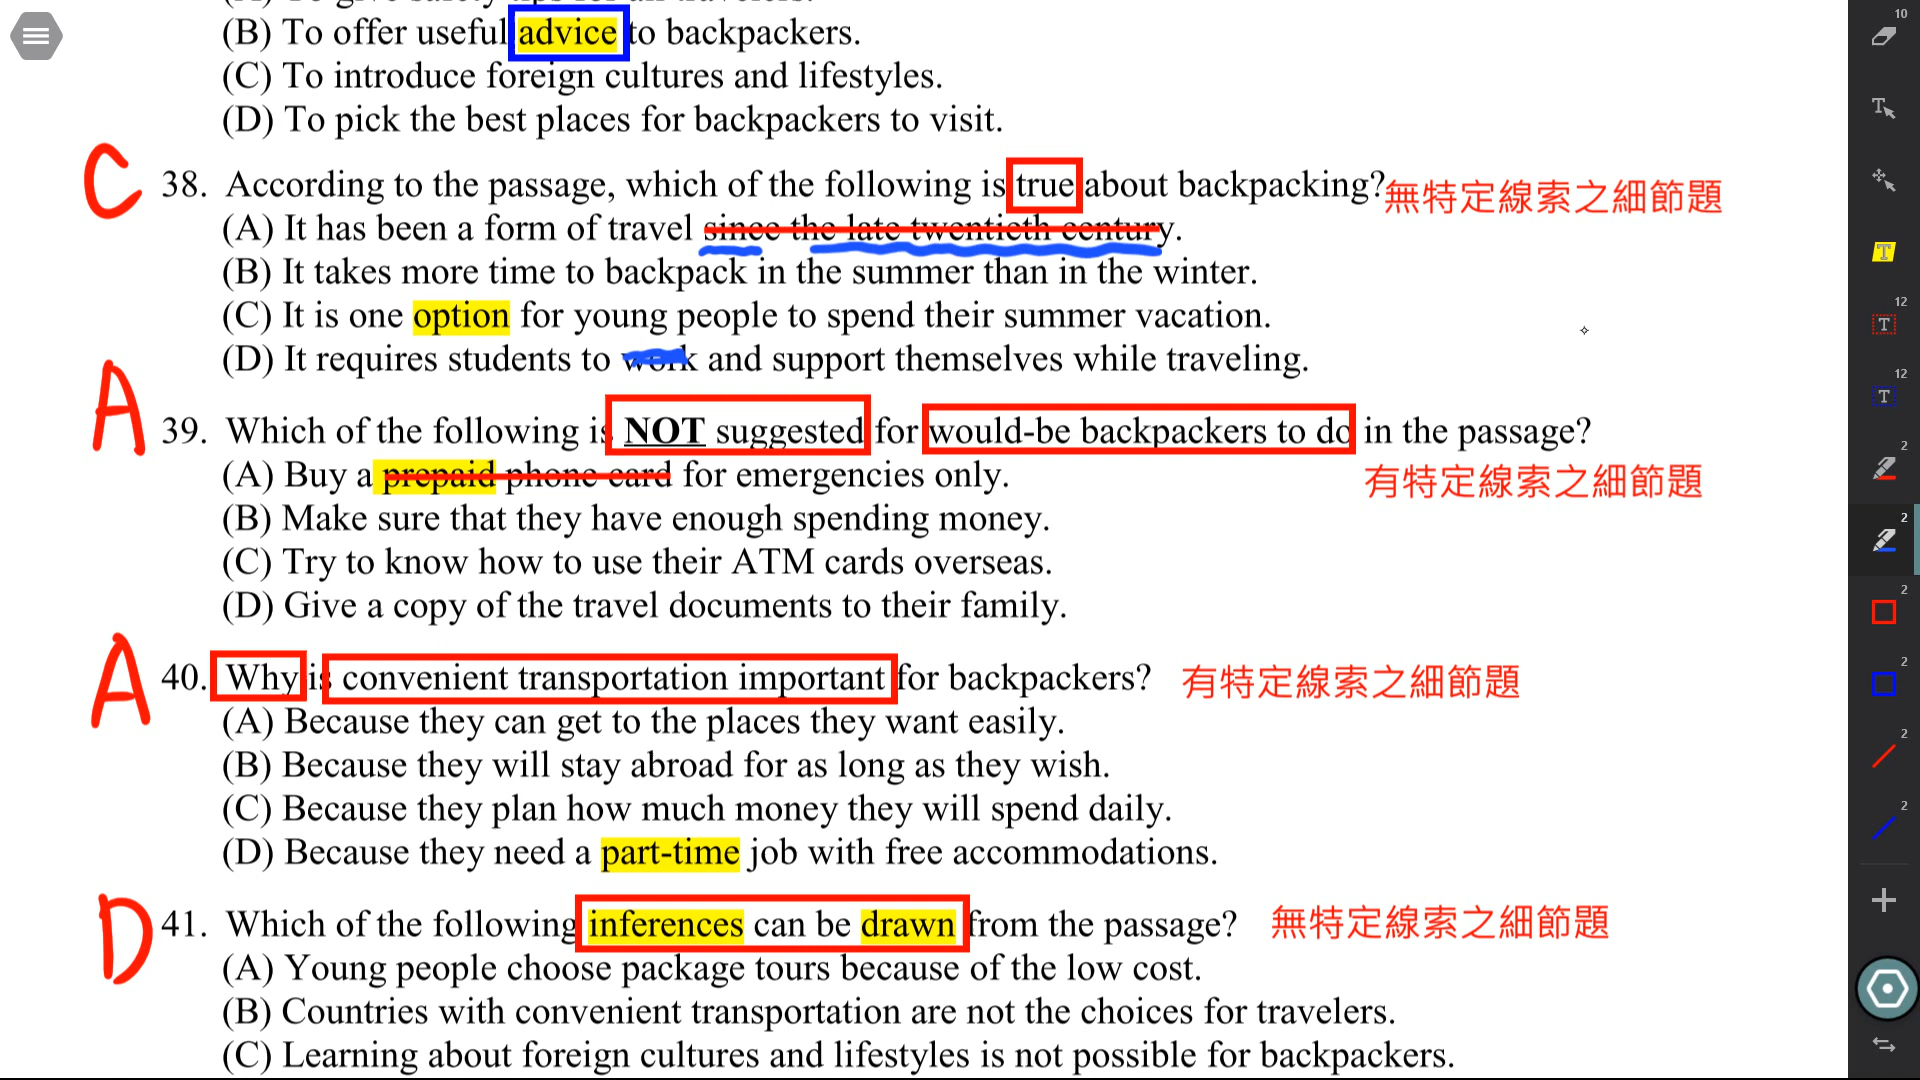 (B) To offer useful advice to backpackers.
(C) To introduce foreign cultures and lifestyles.
(D) To pick the best places for backpackers to visit.
C 38. According to the passage, which of the following is true about backpacking? 無特定線索之細節題
(A) It has been a form of travel since the late twentieth century.
(B) It takes more time to backpack in the summer than in the winter.
(C) It is one option for young people to spend their summer vacation.
(D) It requires students to work and support themselves while traveling.
A 39. Which of the following is NOT suggested for would-be backpackers to do in the passage?
(A) Buy a prepaid phone card for emergencies only.
有特定線索之細節題
(B) Make sure that they have enough spending money.
(C) Try to know how to use their ATM cards overseas.
(D) Give a copy of the travel documents to their family.
A 40. Why is convenient transportation important for backpackers? 有特定線索之細節題
(A) Because they can get to the places they want easily.
(B) Because they will stay abroad for as long as they wish.
(C) Because they plan how much money they will spend daily.
(D) Because they need a part-time job with free accommodations.
D 41. Which of the following inferences can be drawn from the passage? 無特定線索之細節題
(A) Young people choose package tours because of the low cost.
(B) Countries with convenient transportation are not the choices for travelers.
(C) Learning about foreign cultures and lifestyles is not possible for backpackers.
10
T
T
12
T
12
T
2
2
2
2
2
2